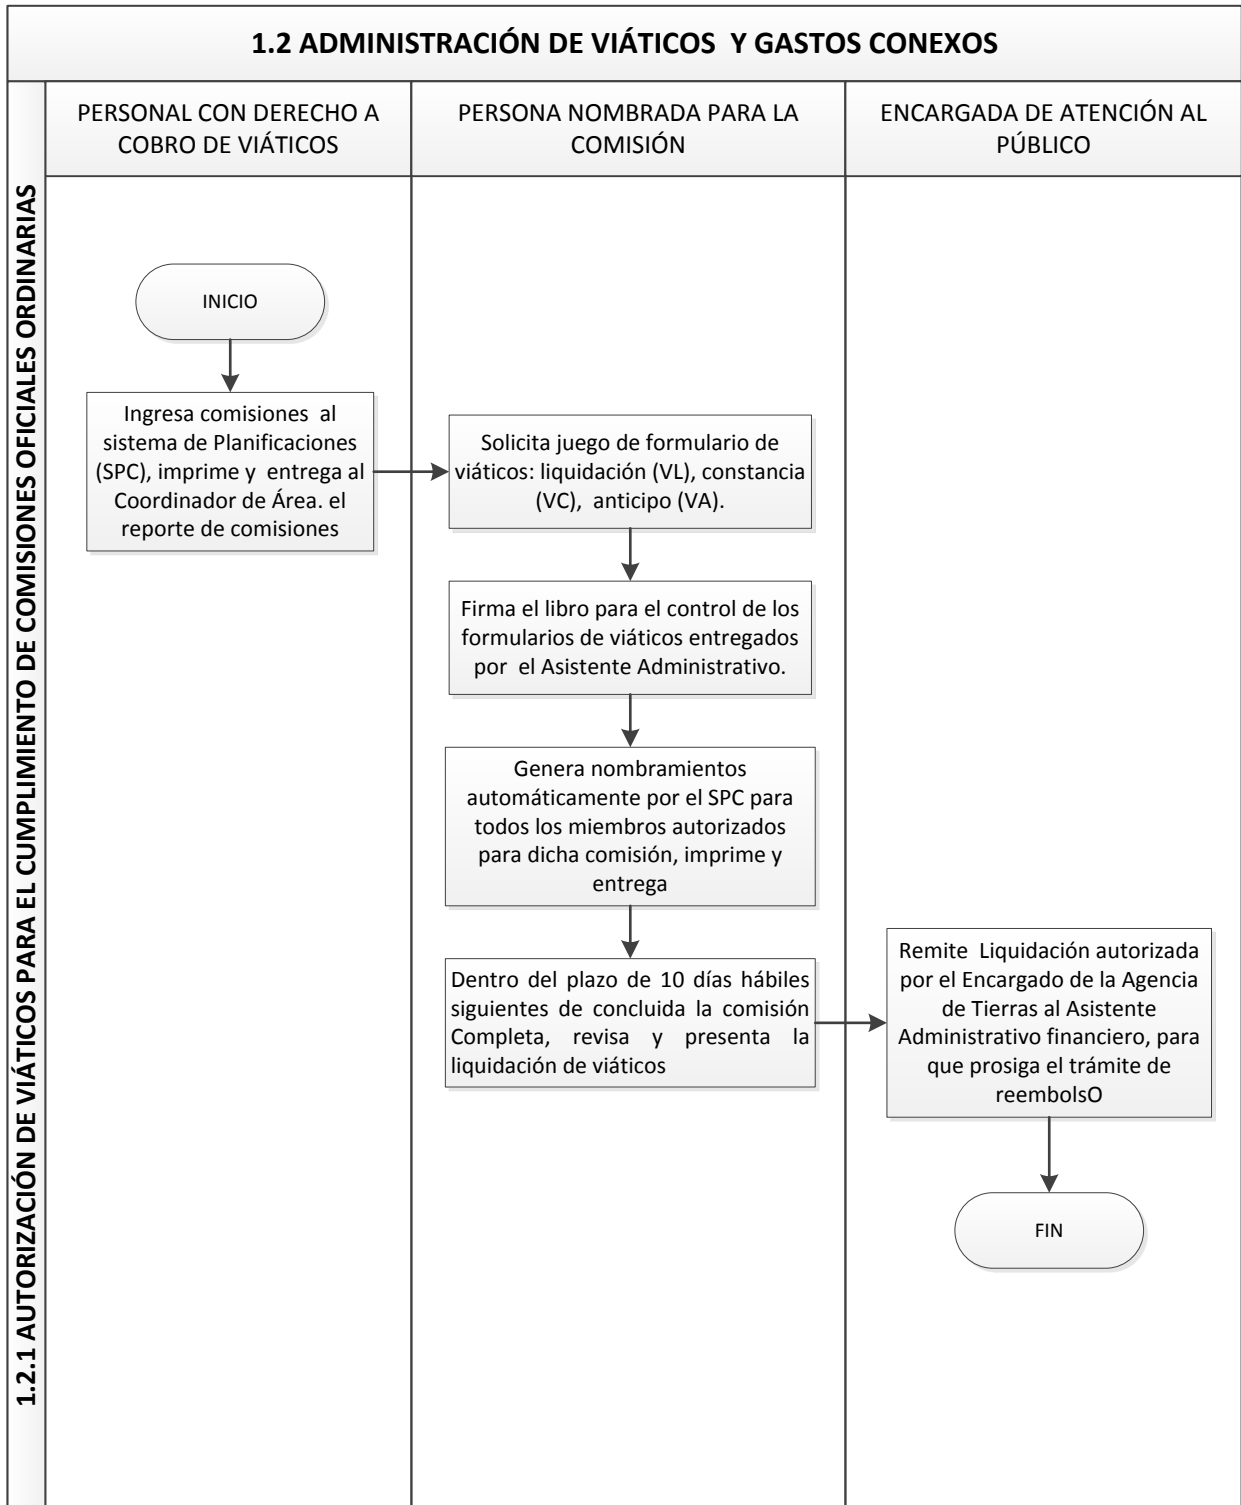 1.2 ADMINISTRACIÓN DE VIÁTICOS Y GASTOS CONEXOS
1.2.1 AUTORIZACIÓN DE VIÁTICOS PARA EL CUMPLIMIENTO DE COMISIONES OFICIALES ORDINARIAS
PERSONAL CON DERECHO A
COBRO DE VIÁTICOS
PERSONA NOMBRADA PARA LA
COMISIÓN
ENCARGADA DE ATENCIÓN AL
PÚBLICO
INICIO
Ingresa comisiones al
sistema de Planificaciones
(SPC), imprime y entrega al
Coordinador de Área. el
reporte de comisiones
Solicita juego de formulario de
viáticos: liquidación (VL), constancia
(VC), anticipo (VA).
Firma el libro para el control de los
formularios de viáticos entregados
por el Asistente Administrativo.
Genera nombramientos
automáticamente por el SPC para
todos los miembros autorizados
para dicha comisión, imprime y
entrega
Dentro del plazo de 10 días hábiles
siguientes de concluida la comisión
Completa, revisa y presenta la
liquidación de viáticos
Remite Liquidación autorizada
por el Encargado de la Agencia
de Tierras al Asistente
Administrativo financiero, para
que prosiga el trámite de
reembolsO
FIN